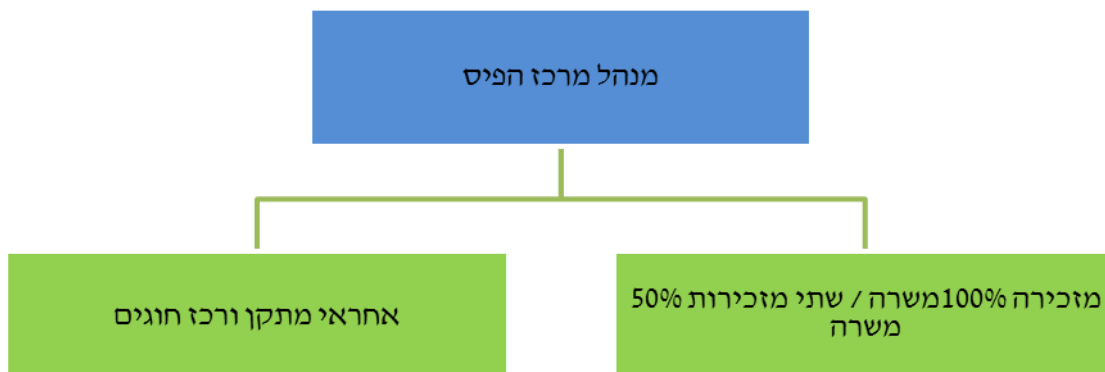 מנהל מרכז הפיס
מזכירה 100%משרה / שתי מזכירות 50%
משרה
אחראי מתקן ורכז חוגים